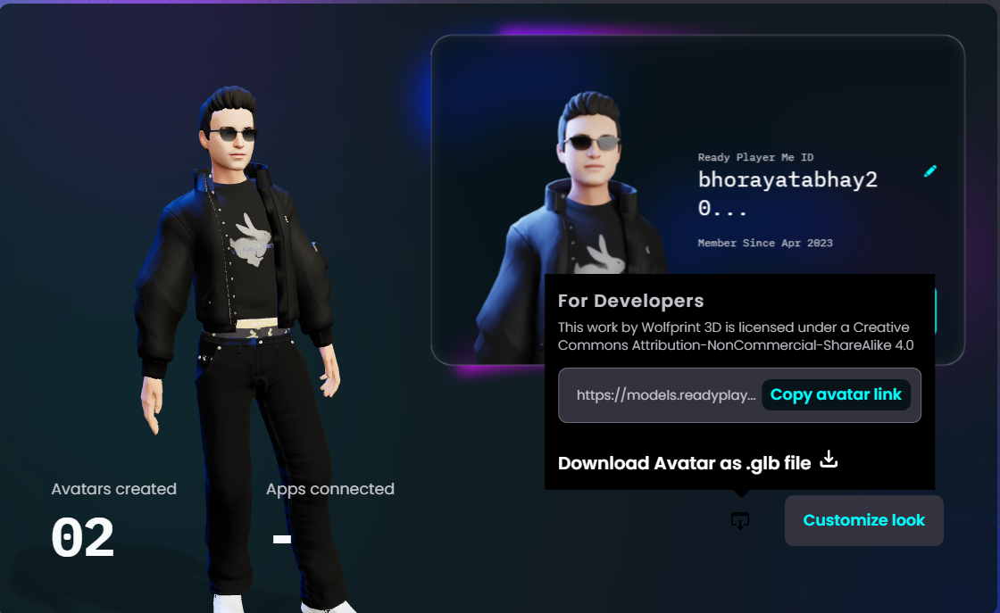 Ready Player Me ID
bhorayatabhay2
0...
Member Since Apr 2023
For Developers
This work by Wolfprint 3D is licensed under a Creative
Commons Attribution-NonCommercial-ShareAlike 4.0
https://models.readyplay...
Copy avatar link
Download Avatar as .glb file
Avatars created
02
Apps connected
-
Customize look